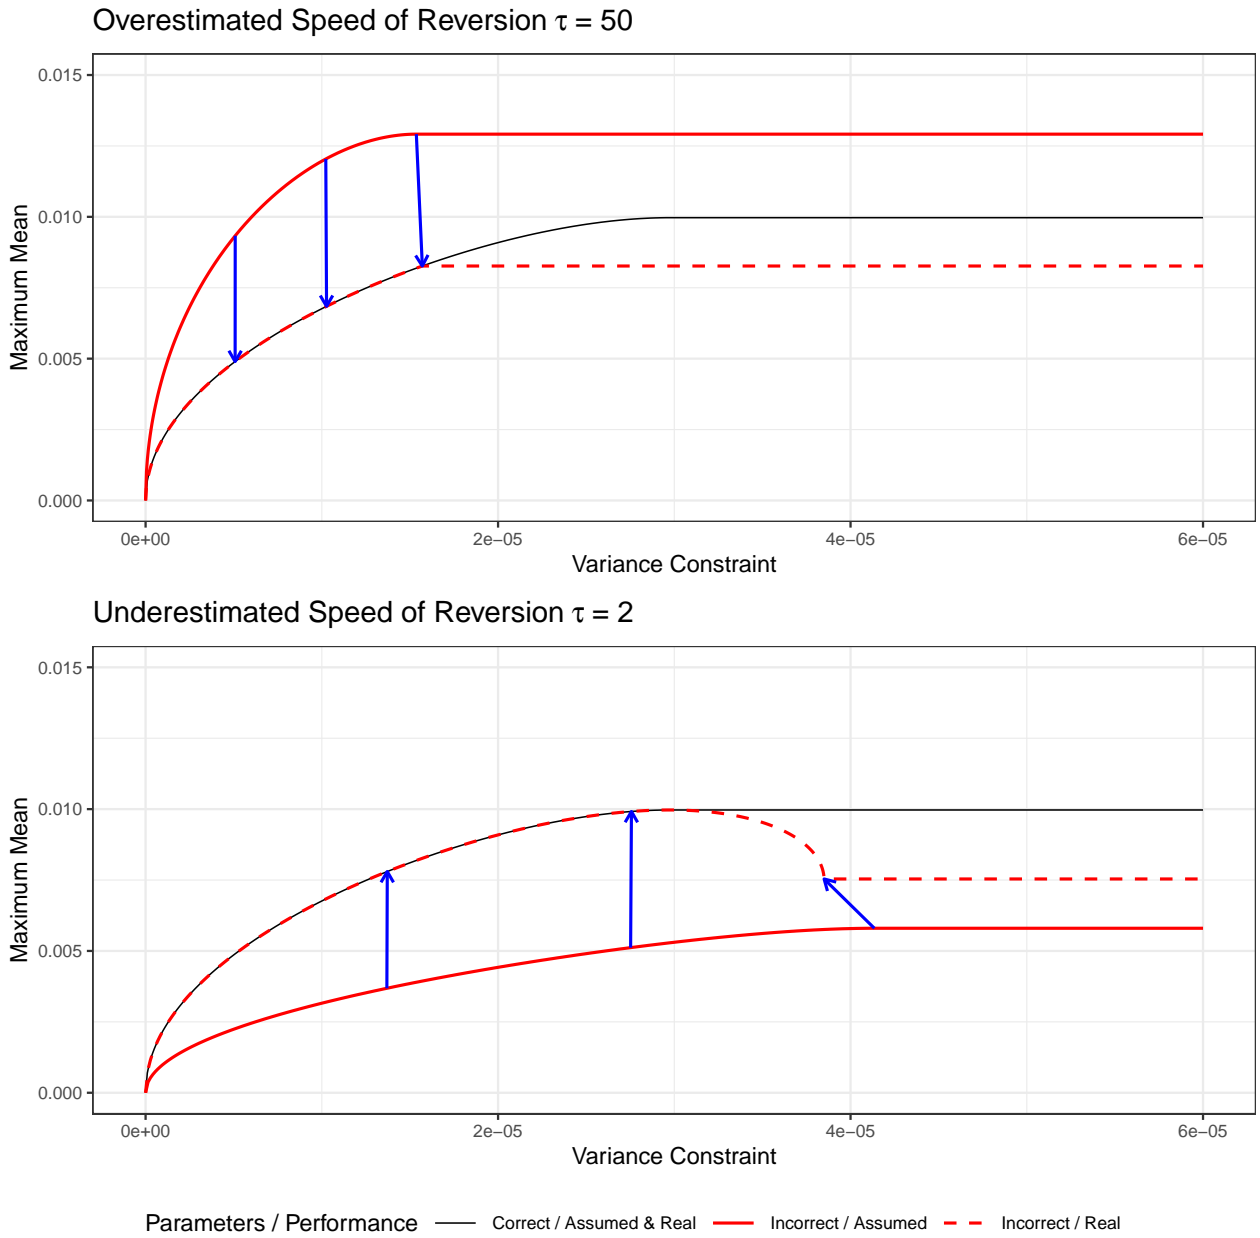 Overestimated Speed of Reversion τ = 50
Maximum Mean
0.015
0.010
0.005
0.000
0e+00 2e−05 4e−05 6e−05
Variance Constraint
Underestimated Speed of Reversion τ = 2
Maximum Mean
0.015
0.010
0.005
0.000
0e+00 2e−05 4e−05 6e−05
Variance Constraint
Parameters / Performance Correct / Assumed & Real Incorrect / Assumed Incorrect / Real